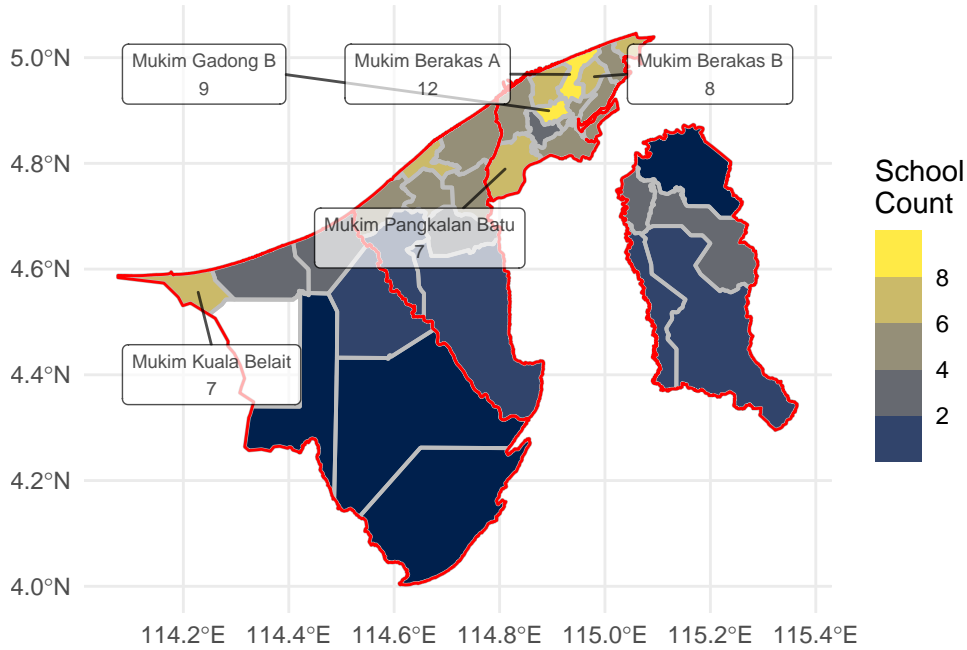 5.0°N
4.8°N
4.6°N
4.4°N
4.2°N
4.0°N
Mukim Gadong B
9
Mukim Berakas A
12
Mukim Berakas B
8
Mukim Pangkalan Batu
7
Mukim Kuala Belait
7
114.2°E 114.4°E 114.6°E 114.8°E 115.0°E 115.2°E 115.4°E
School
Count
8
6
4
2